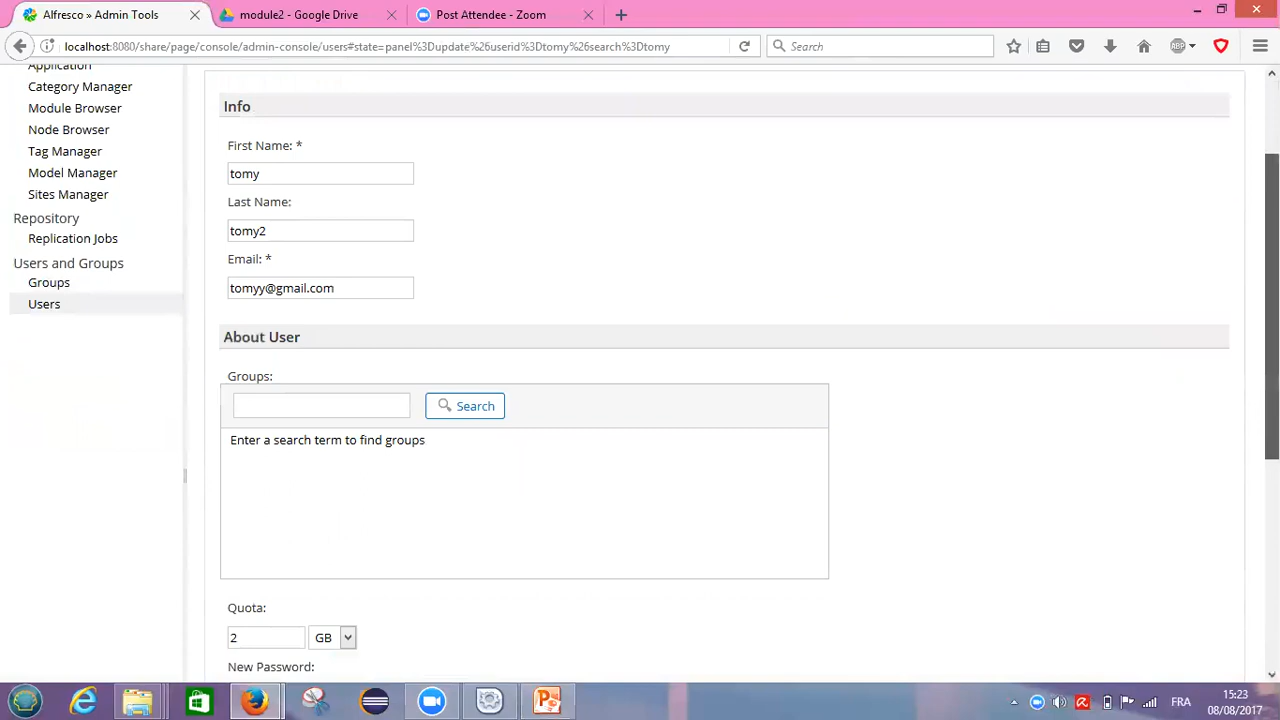 Alfresco » Admin Tools
module2 - Google Drive
Post Attendee - Zoom
localhost:8080/share/page/console/admin-console/users#state=panel%3Dupdate%26userid%3Dto %26search%3Dtomy
Search
ABP
Application
Category Manager
Module Browser
Node Browser
Tag Manager
Model Manager
Sites Manager
Repository
Replication Jobs
Users and Groups
Groups
Users
Info
First Name: *
tomy
Last Name:
tomy2
Email: *
tomyy@gmail.com
About User
Groups:
Search
Enter a search term to find groups
Quota:
2
GB
New Password:
FRA
15:23
08/08/2017